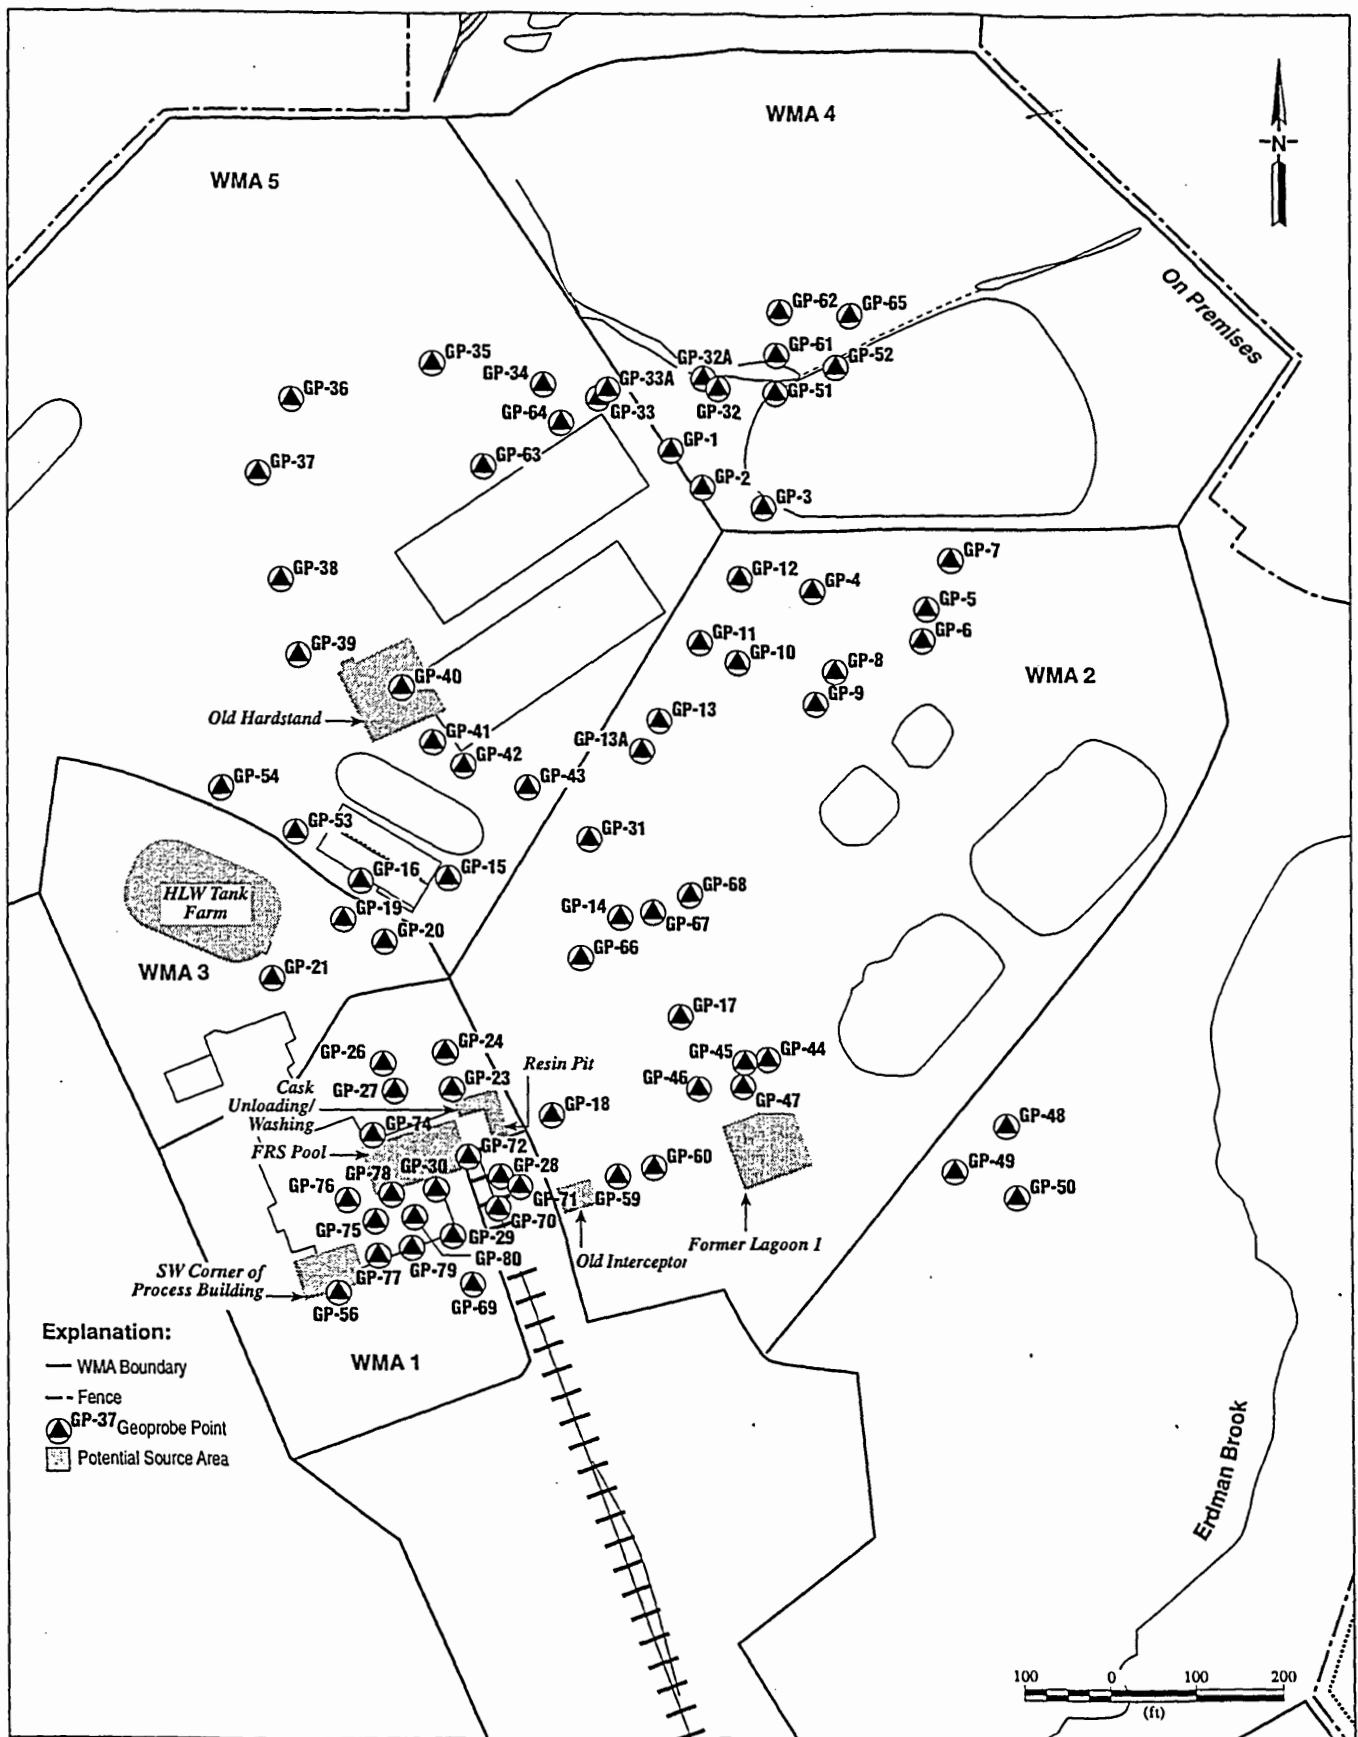 WMA 4
N
WMA 5
On Premises
GP-62
GP-65
GP-61
GP-52
GP-32A
GP-35
GP-34
GP-33A
GP-36
GP-51
GP-32
GP-33
GP-64
GP-1
GP-63
GP-37
GP-2
GP-3
GP-7
GP-12
GP-4
GP-38
GP-5
GP-6
GP-11
GP-10
GP-39
GP-8
WMA 2
GP-40
GP-9
Old Hardstand
GP-13
GP-41
GP-13A
GP-42
GP-54
GP-43
GP-53
GP-31
GP-16
GP-15
HLW Tank
Farm
GP-68
GP-19
GP-14
GP-67
GP-20
GP-66
WMA 3
GP-21
GP-17
GP-24
GP-26
GP-45
GP-44
Resin Pit
GP-46
Cask
Unloading/
Washing
GP-27
GP-23
GP-47
GP-18
GP-74
GP-48
FRS Pool
GP-72
GP-60
GP-78
GP-30
GP-28
GP-49
GP-76
GP-71
GP-59
GP-50
GP-75
GP-70
GP-29
Former Lagoon 1
GP-80
Old Interceptor
SW Corner of
Process Building
GP-77
GP-79
GP-69
GP-56
Explanation:
WMA 1
WMA Boundary
Fence
GP-37 Geoprobe Point
Potential Source Area
Erdman Brook
100 0 100 200
(ft)